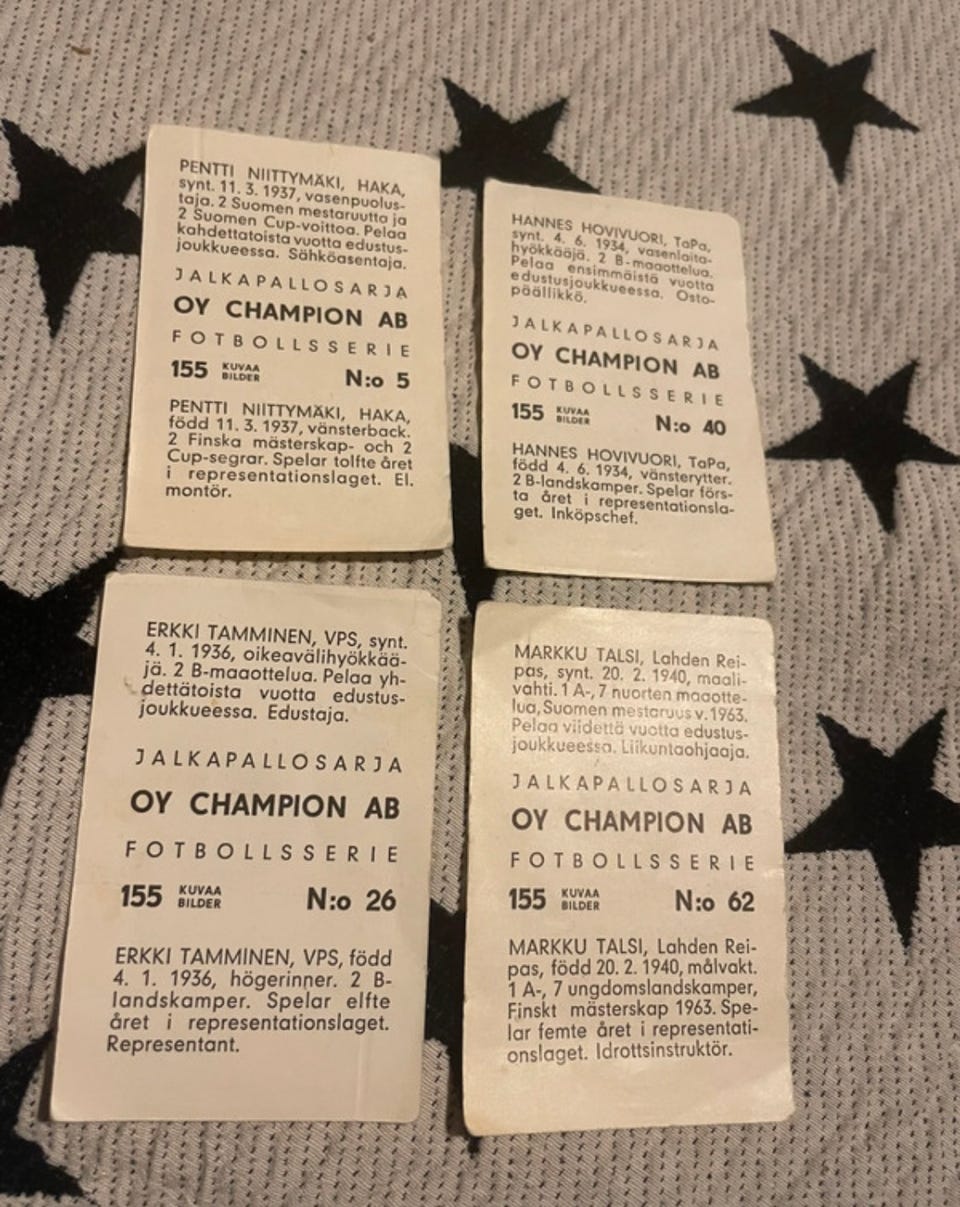 PENTTI NIITTYMÄKI, HAKA,
synt. 11. 3. 1937, vasenpuolus-
taja. 2 Suomen mestaruutta ja
2 Suomen Cup-voittoa. Pelaa
kahdettatoista vuotta edustus-
joukkueessa. Sähköasentaja.
JALKAPALLOSARJA
OY CHAMPION AB
FOTBOLLSSERIE
155 KUVAA BILDER N:o 5
PENTTI NIITTYMÄKI, HAKA,
född 11. 3. 1937, vänsterback.
2 Finska mästerskap- och 2
Cup-segrar. Spelar tolfte året
i representationslaget. El.
montör.
HANNES HOVIVUORI, TaPa,
synt. 4. 6. 1934, vasenlaita-
hyökkääjä. 2 B-maaottelua.
Pelaa ensimmäistä vuotta
edustusjoukkueessa. Osto-
päällikkö.
JALKAPALLOSARJA
OY CHAMPION AB
FOTBOLLSSERIE
155 KUVAA BILDER N:o 40
HANNES HOVIVUORI, TaPa,
född 4. 6. 1934, vänsterytter.
2 B-landskamper. Spelar förs-
ta året i representationsla-
get. Inköpschef.
ERKKI TAMMINEN, VPS, synt.
4. 1. 1936, oikeavälihyökkää-
jä. 2 B-maaottelua. Pelaa yh-
dettätoista vuotta edustus-
joukkueessa. Edustaja.
JALKAPALLOSARJA
OY CHAMPION AB
FOTBOLLSSERIE
155 KUVAA BILDER N:o 26
ERKKI TAMMINEN, VPS, född
4. 1. 1936, högerinner. 2 B-
landskamper. Spelar elfte
året i representationslaget.
Representant.
MARKKU TALSI, Lahden Rei-
pas, synt. 20. 2. 1940, maali-
vahti. 1 A-, 7 nuorten maaotte-
lua, Suomen mestaruus v. 1963.
Pelaa viidettä vuotta edustus-
joukkueessa. Liikuntaohjaaja.
JALKAPALLOSARJA
OY CHAMPION AB
FOTBOLLSSERIE
155 KUVAA BILDER N:o 62
MARKKU TALSI, Lahden Rei-
pas, född 20. 2. 1940, målvakt.
1 A-, 7 ungdomslandskamper,
Finskt mästerskap 1963. Spe-
lar femte året i representati-
onslaget. Idrottsinstruktör.